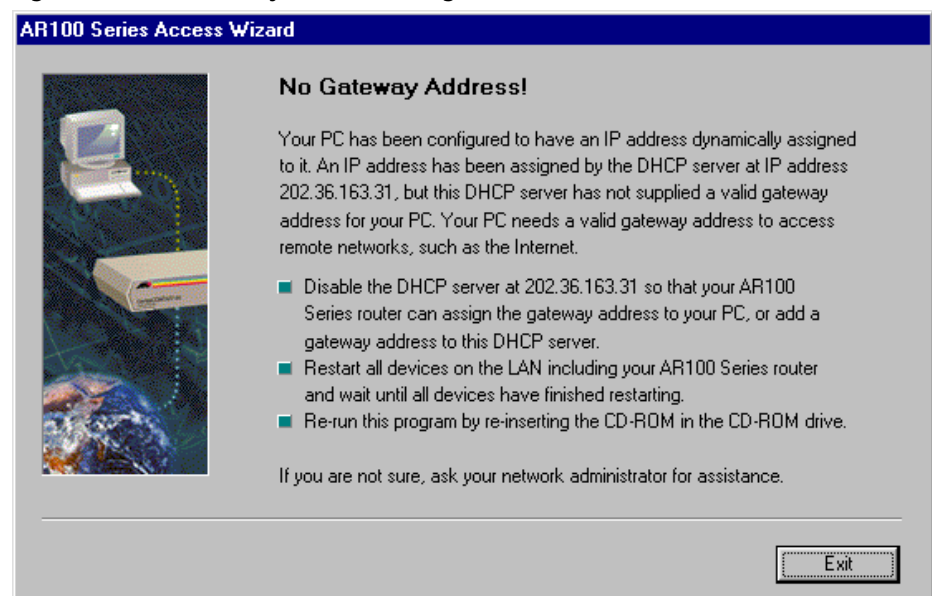 AR100 Series Access Wizard
No Gateway Address!
Your PC has been configured to have an IP address dynamically assigned
to it. An IP address has been assigned by the DHCP server at IP address
202.36.163.31, but this DHCP server has not supplied a valid gateway
address for your PC. Your PC needs a valid gateway address to access
remote networks, such as the Internet.
Disable the DHCP server at 202.36.163.31 so that your AR100
Series router can assign the gateway address to your PC, or add a
gateway address to this DHCP server.
Restart all devices on the LAN including your AR100 Series router
and wait until all devices have finished restarting.
Re-run this program by re-inserting the CD-ROM in the CD-ROM drive.
If you are not sure, ask your network administrator for assistance.
Exit